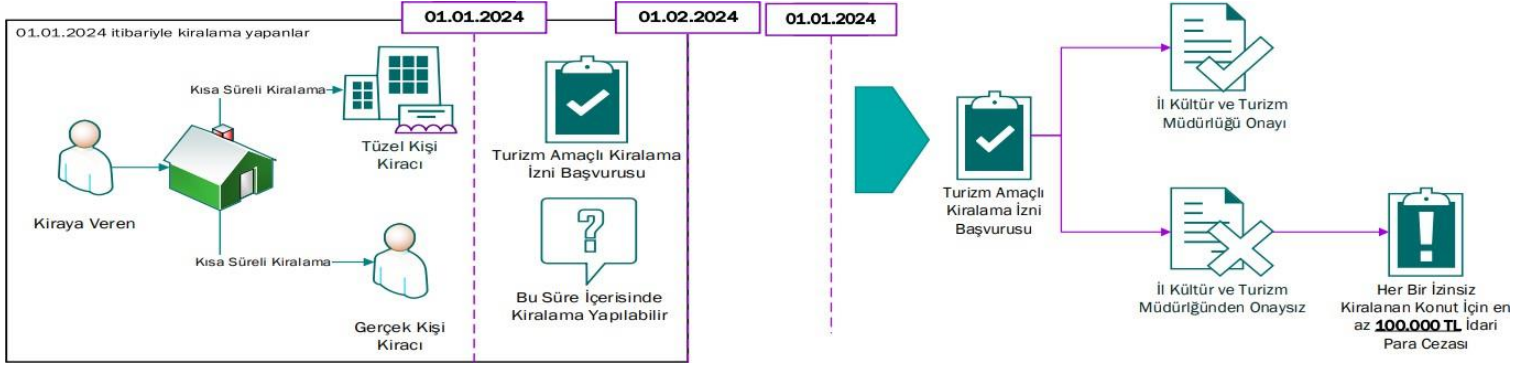 01.01.2024
01.02.2024
01.01.2024
01.01.2024 itibariyle kiralama yapanlar
Kısa Süreli Kiralama
Tüzel Kişi
Kiracı
Kiraya Veren
Kısa Süreli Kiralama
Gerçek Kişi
Kiracı
Turizm Amaçlı Kiralama
İzni Başvurusu
Bu Süre İçerisinde
Kiralama Yapılabilir
Turizm Amaçlı
Kiralama İzni
Başvurusu
İl Kültür ve Turizm
Müdürlüğü Onayı
İl Kültür ve Turizm
Müdürlğünden Onaysız
Her Bir İzinsiz
Kiralanan Konut İçin en
az 100.000 TL İdari
Para Cezası